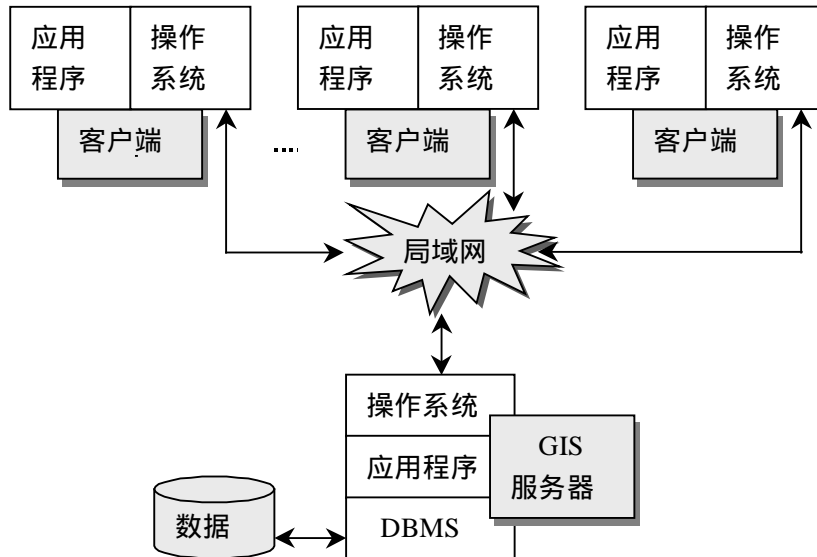 应用
程序
操作
系统
客户端
应用
程序
操作
系统
客户端
应用
程序
操作
系统
客户端
....
局域网
操作系统
应用程序
DBMS
GIS
服务器
数据